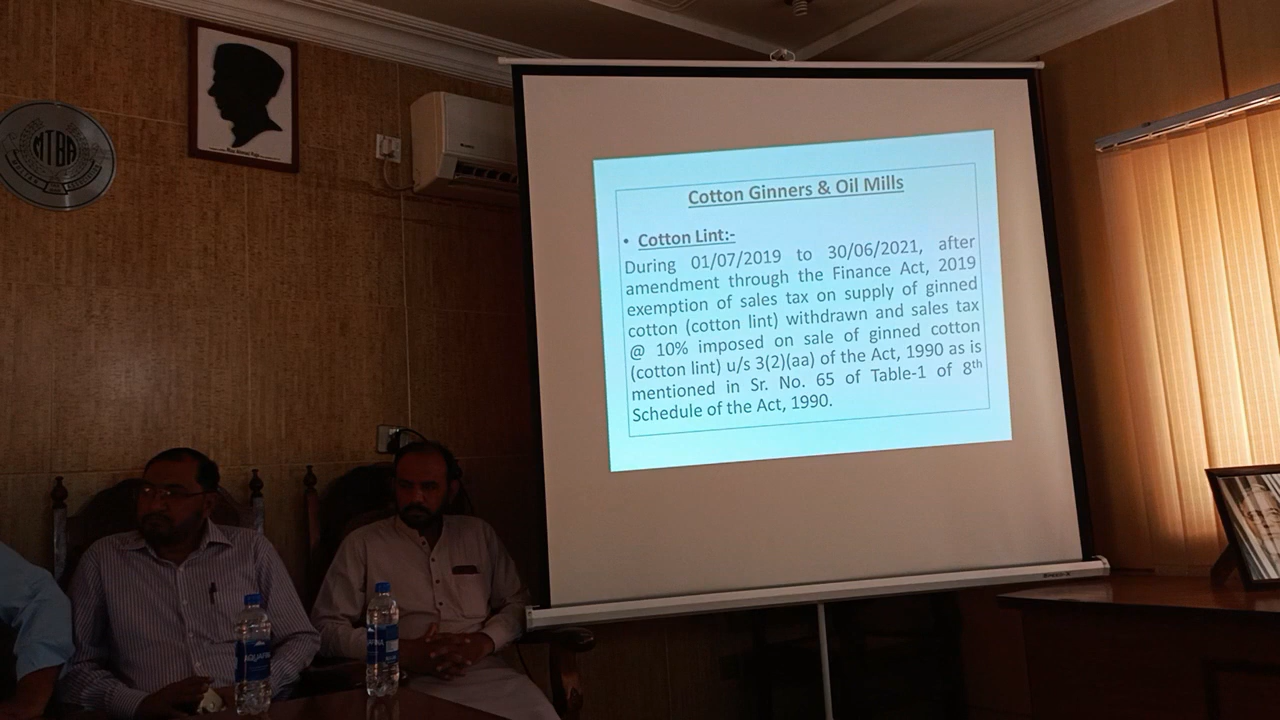 MTBA
Cotton Ginners & Oil Mills
• Cotton Lint:-
During 01/07/2019 to 30/06/2021, after
amendment through the Finance Act, 2019
exemption of sales tax on supply of ginned
cotton (cotton lint) withdrawn and sales tax
@ 10% imposed on sale of ginned cotton
(cotton lint) u/s 3(2)(aa) of the Act, 1990 as is
mentioned in Sr. No. 65 of Table-1 of 8th
Schedule of the Act, 1990.